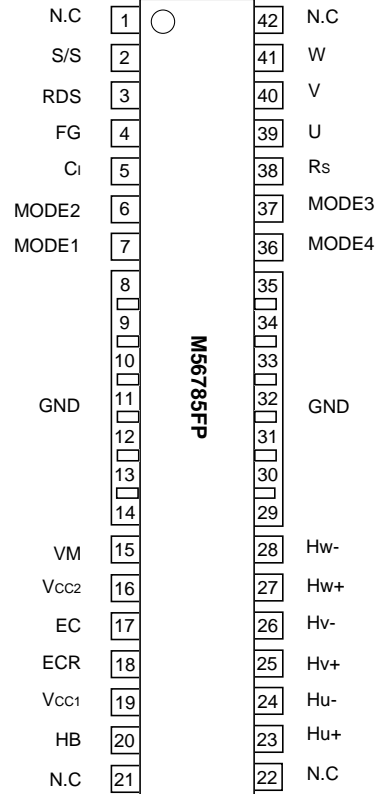 N.C 1 42 N.C
S/S 2 41 W
RDS 3 40 V
FG 4 39 U
CI 5 38 RS
MODE2 6 37 MODE3
MODE1 7 36 MODE4
8 35
9 34
10 33
GND 11 32 GND
12 31
13 30
14 29
VM 15 28 Hw-
VCC2 16 27 Hw+
EC 17 26 Hv-
ECR 18 25 Hv+
VCC1 19 24 Hu-
HB 20 23 Hu+
N.C 21 22 N.C
M56785FP